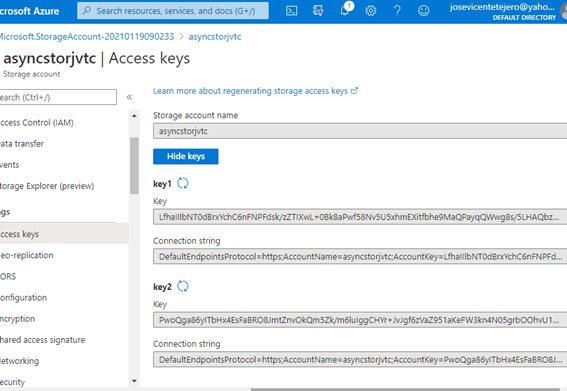 Microsoft Azure
Search resources, services, and docs (G+/)
1
josevicentetejero@yaho...
DEFAULT DIRECTORY
Microsoft.StorageAccount-20210119090233 > asyncstorjvtc
asyncstorjvtc | Access keys
Storage account
earch (Ctrl+/)
«
ccess Control (IAM)
ata transfer
vents
torage Explorer (preview)
ngs
ccess keys
eo-replication
ORS
onfiguration
ncryption
hared access signature
etworking
ecurity
Learn more about regenerating storage access keys
Storage account name
asyncstorjvtc
Hide keys
key1
Key
LfhaIIlbNT0dBrxYchC6nFNPFdsk/zZTIXwL+0Bk8aPwf58Nv5U5xhmEXitfbhe9MaQPayqQWwg8s/5LHAQbz...
Connection string
DefaultEndpointsProtocol=https;AccountName=asyncstorjvtc;AccountKey=LfhaIIlbNT0dBrxYchC6nFNPFd...
key2
Key
PwoQga86yITbHx4EsFaBRO8JmtZnvOkQm5Zk/m6luIggCHYr+JvJgf6zVaZ951aKeFW3kn4N05grbOOhvU1...
Connection string
DefaultEndpointsProtocol=https;AccountName=asyncstorjvtc;AccountKey=PwoQga86yITbHx4EsFaBRO8J...